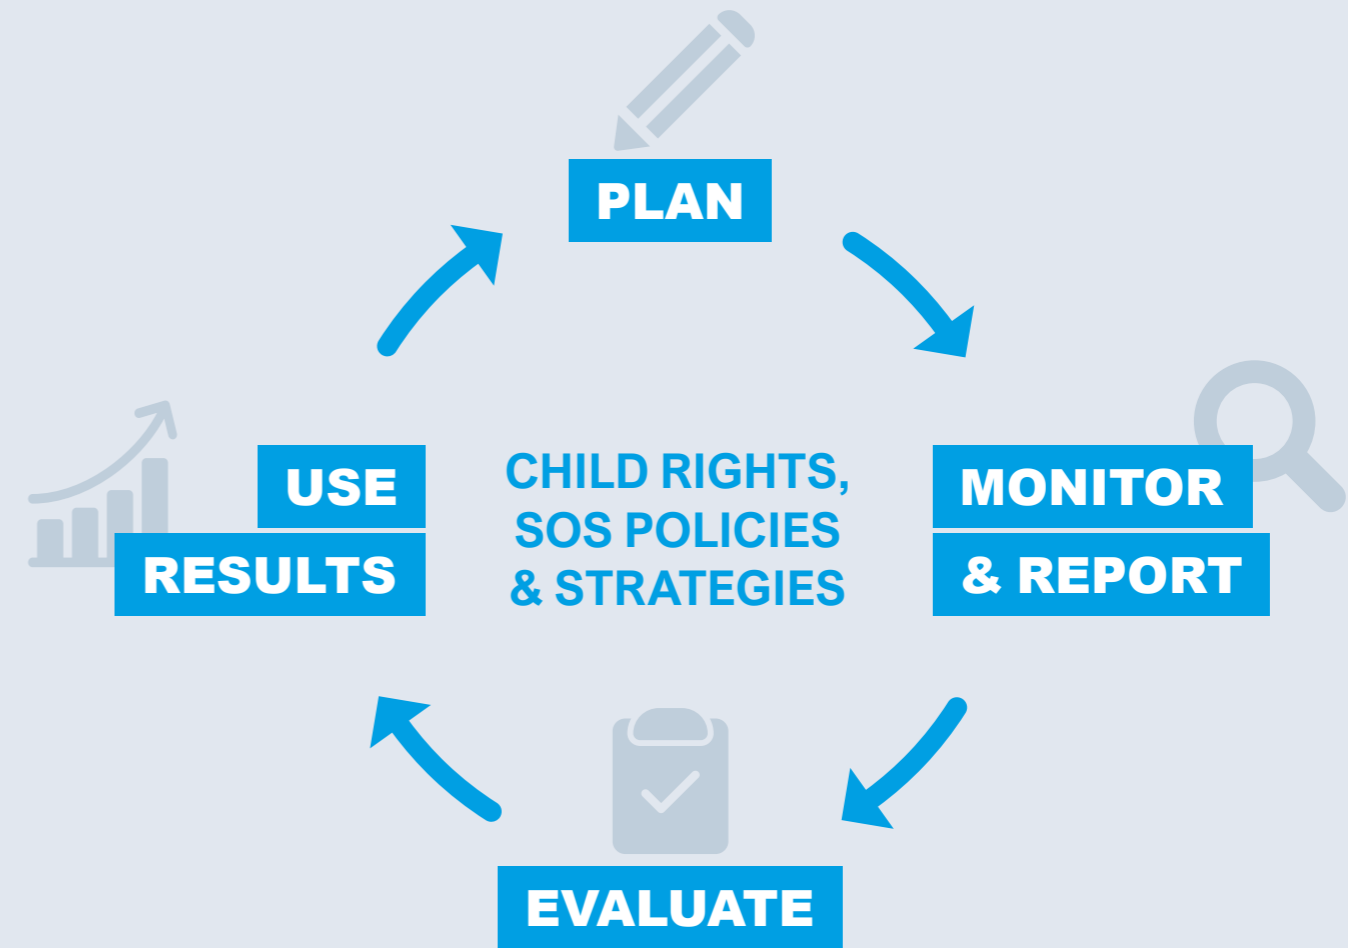 PLAN
USE
RESULTS
CHILD RIGHTS,
SOS POLICIES
& STRATEGIES
MONITOR
& REPORT
EVALUATE